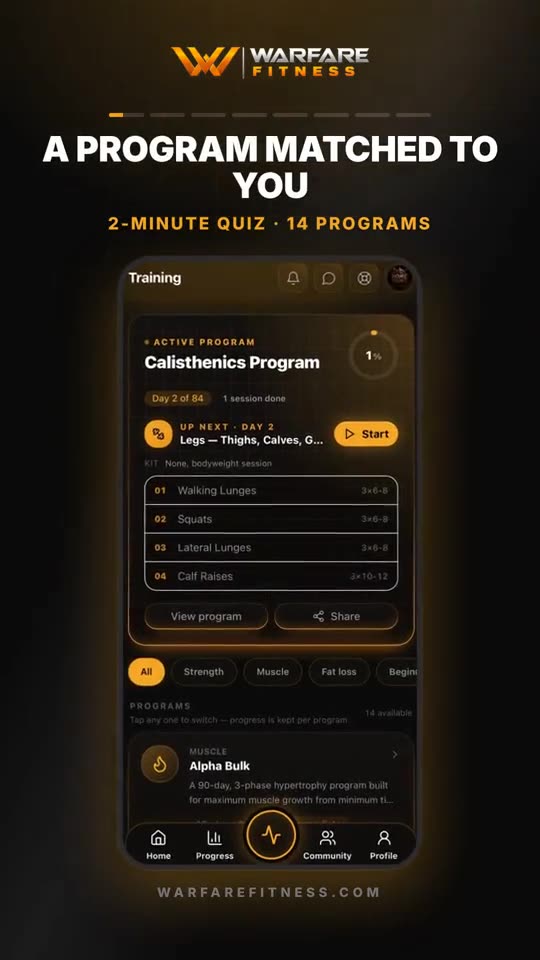 WARFARE
FITNESS
A PROGRAM MATCHED TO
YOU
2-MINUTE QUIZ · 14 PROGRAMS
Training
ACTIVE PROGRAM
Calisthenics Program
1%
Day 2 of 84
1 session done
UP NEXT · DAY 2
Legs — Thighs, Calves, G...
Start
KIT None, bodyweight session
01 Walking Lunges 3×6-8
02 Squats 3×6-8
03 Lateral Lunges 3×6-8
04 Calf Raises 3×10-12
View program
Share
All
Strength
Muscle
Fat loss
Begin
PROGRAMS
Tap any one to switch — progress is kept per program
14 available
MUSCLE
Alpha Bulk
A 90-day, 3-phase hypertrophy program built
for maximum muscle growth from minimum ti...
Home
Progress
Community
Profile
WARFAREFITNESS.COM